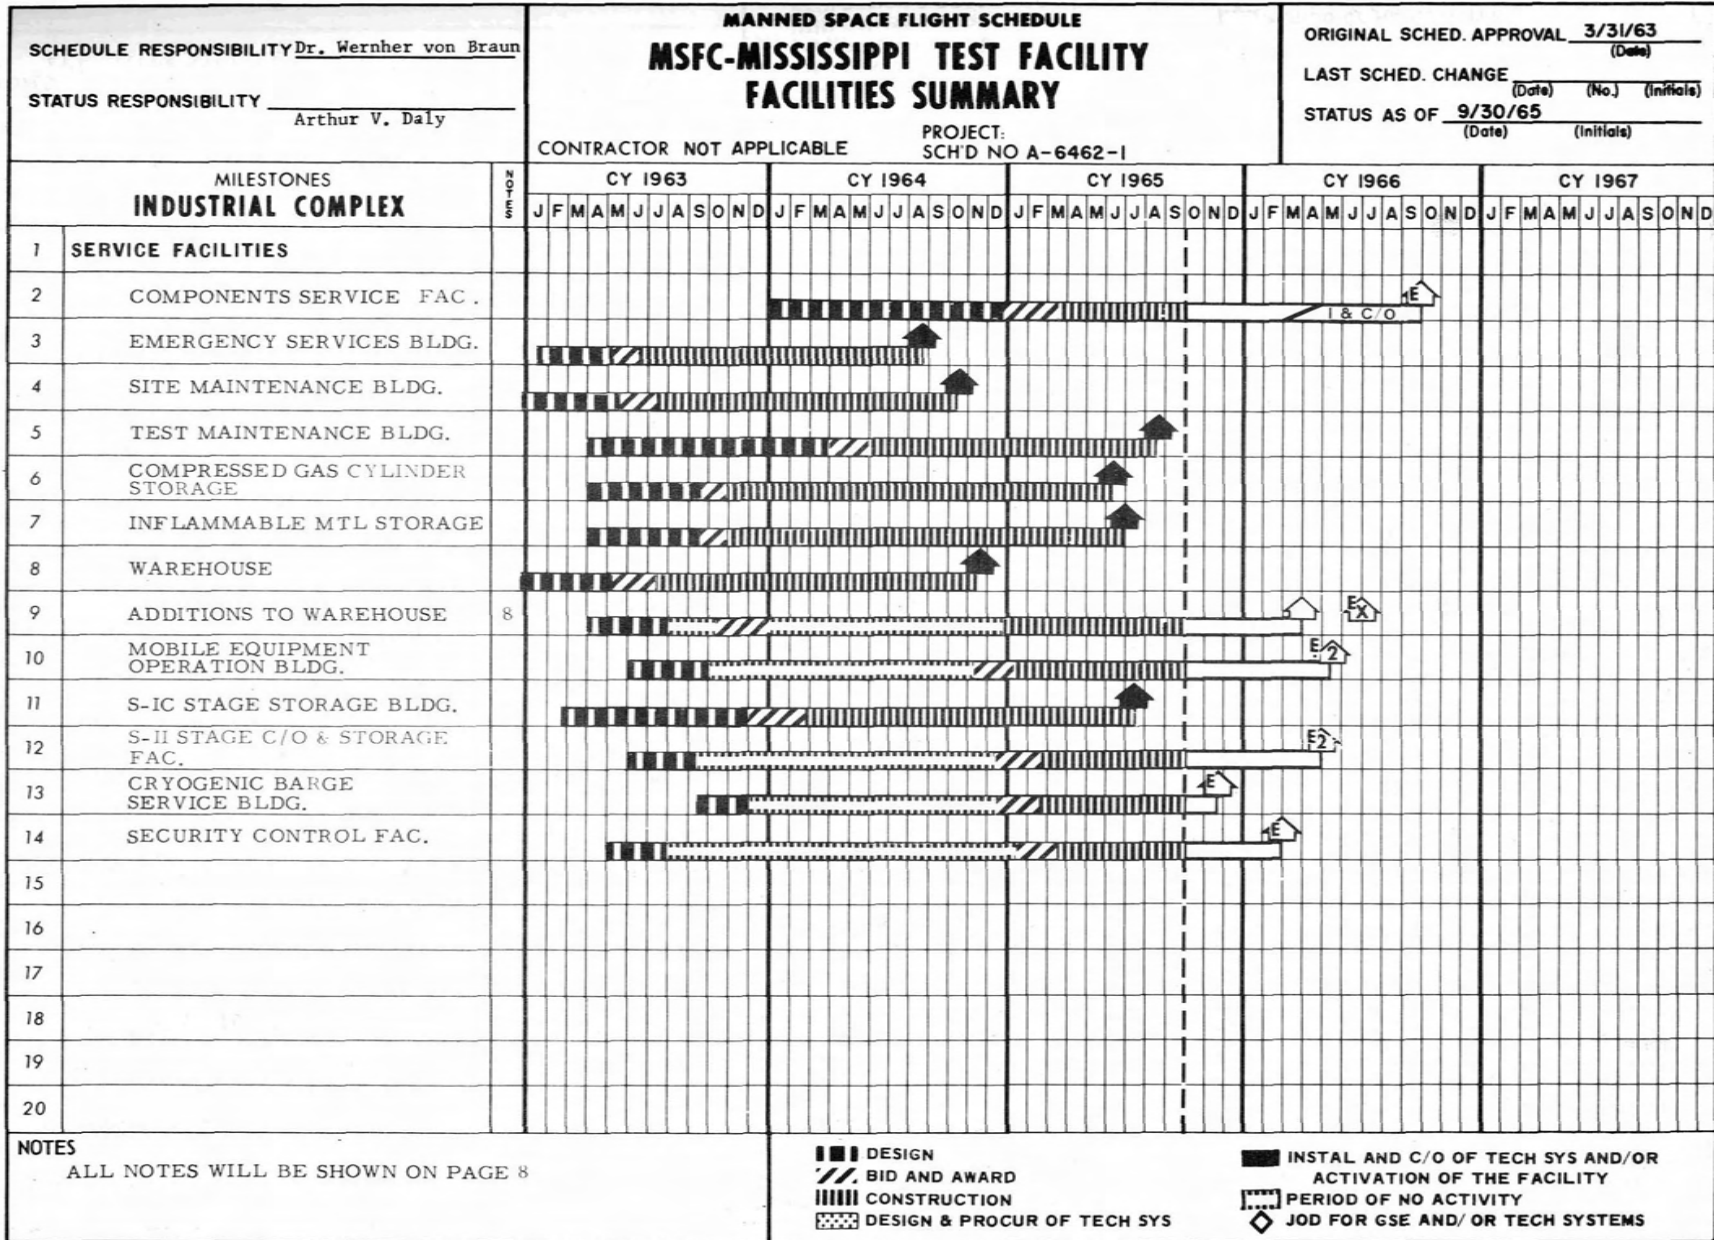 SCHEDULE RESPONSIBILITY Dr. Wernher von Braun
STATUS RESPONSIBILITY
Arthur V. Daly
MANNED SPACE FLIGHT SCHEDULE
MSFC-MISSISSIPPI TEST FACILITY
FACILITIES SUMMARY
CONTRACTOR NOT APPLICABLE
PROJECT:
SCH'D NO A-6462-1
ORIGINAL SCHED. APPROVAL 3/31/63
(Date)
LAST SCHED. CHANGE
(Date) (No.) (Initials)
STATUS AS OF 9/30/65
(Date) (Initials)
MILESTONES
INDUSTRIAL COMPLEX
NOTES
CY 1963 CY 1964 CY 1965 CY 1966 CY 1967
J F M A M J J A S O N D J F M A M J J A S O N D J F M A M J J A S O N D J F M A M J J A S O N D J F M A M J J A S O N D
1 SERVICE FACILITIES
2 COMPONENTS SERVICE FAC. E
I & C/O
3 EMERGENCY SERVICES BLDG.
4 SITE MAINTENANCE BLDG.
5 TEST MAINTENANCE BLDG.
6 COMPRESSED GAS CYLINDER
STORAGE
7 INFLAMMABLE MTL STORAGE
8 WAREHOUSE
9 ADDITIONS TO WAREHOUSE 8 E X
10 MOBILE EQUIPMENT
OPERATION BLDG. E 2
11 S-IC STAGE STORAGE BLDG.
12 S-II STAGE C/O & STORAGE
FAC. E 2
13 CRYOGENIC BARGE
SERVICE BLDG. E
14 SECURITY CONTROL FAC. E
15
16
17
18
19
20
NOTES
ALL NOTES WILL BE SHOWN ON PAGE 8
DESIGN
BID AND AWARD
CONSTRUCTION
DESIGN & PROCUR OF TECH SYS
INSTAL AND C/O OF TECH SYS AND/OR
ACTIVATION OF THE FACILITY
PERIOD OF NO ACTIVITY
JOD FOR GSE AND/OR TECH SYSTEMS